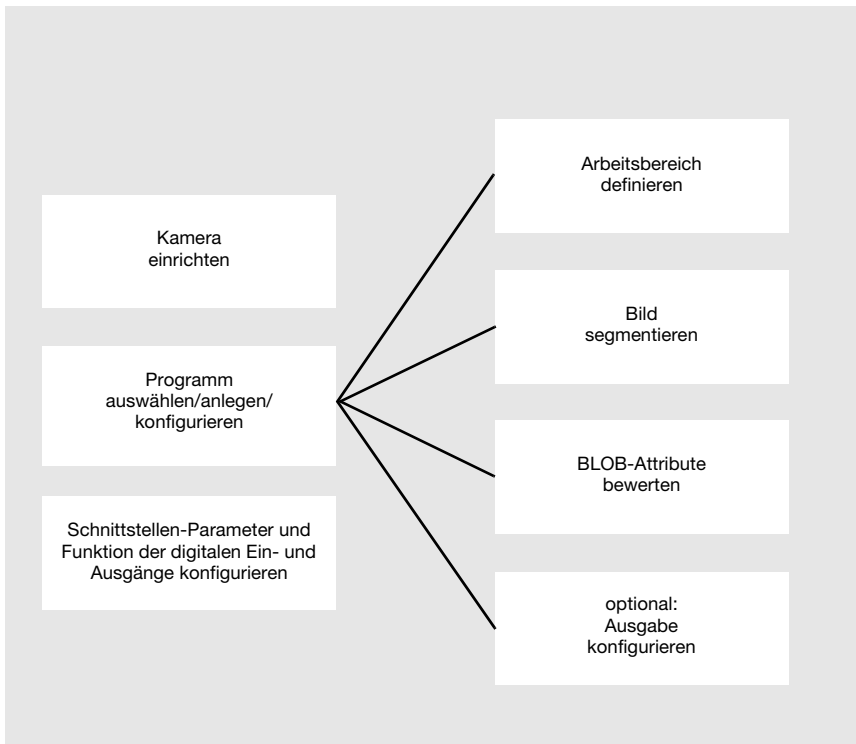 Kamera
einrichten
Programm
auswählen/anlegen/
konfigurieren
Schnittstellen-Parameter und
Funktion der digitalen Ein- und
Ausgänge konfigurieren
Arbeitsbereich
definieren
Bild
segmentieren
BLOB-Attribute
bewerten
optional:
Ausgabe
konfigurieren